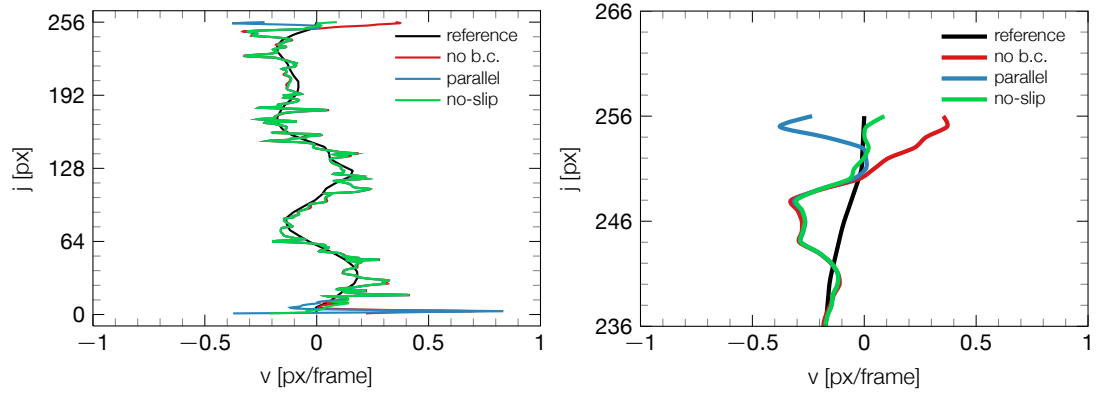 256
192
128
64
0
j [px]
−1
−0.5
0
0.5
1
v [px/frame]
reference
no b.c.
parallel
no-slip
266
256
246
236
j [px]
−1
−0.5
0
0.5
1
v [px/frame]
reference
no b.c.
parallel
no-slip